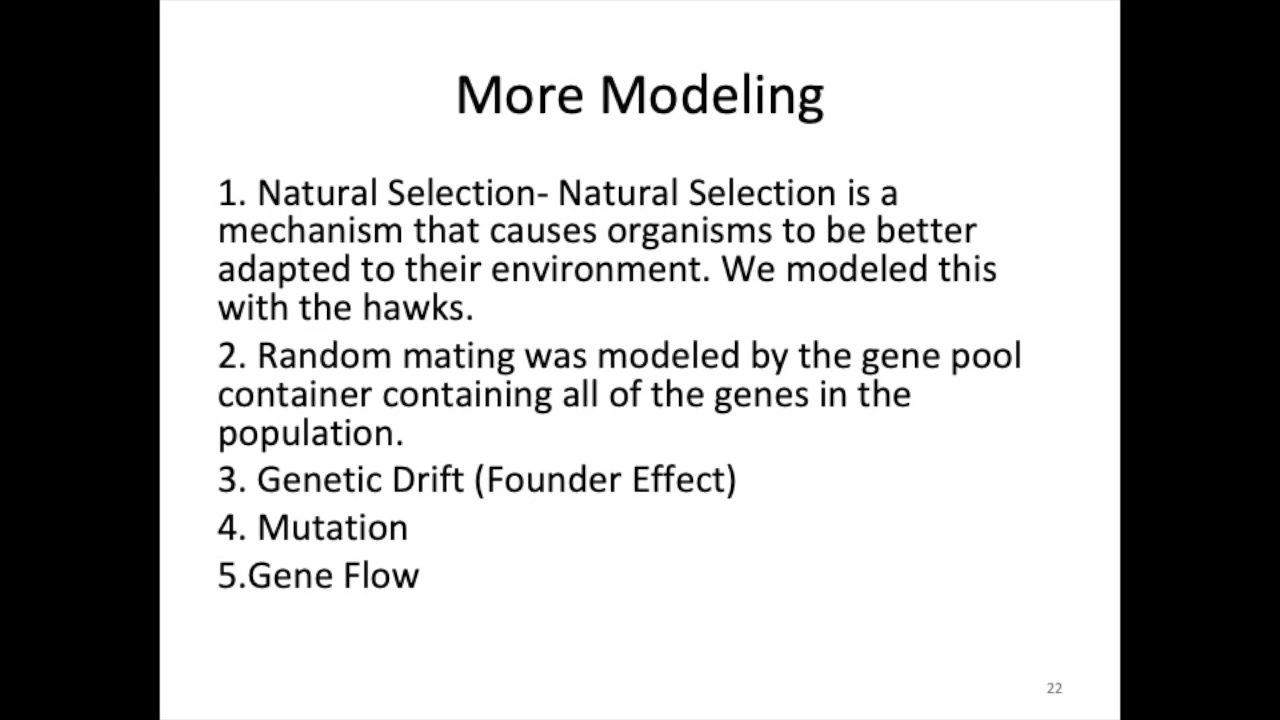 More Modeling
1. Natural Selection- Natural Selection is a
mechanism that causes organisms to be better
adapted to their environment. We modeled this
with the hawks.
2. Random mating was modeled by the gene pool
container containing all of the genes in the
population.
3. Genetic Drift (Founder Effect)
4. Mutation
5.Gene Flow
22